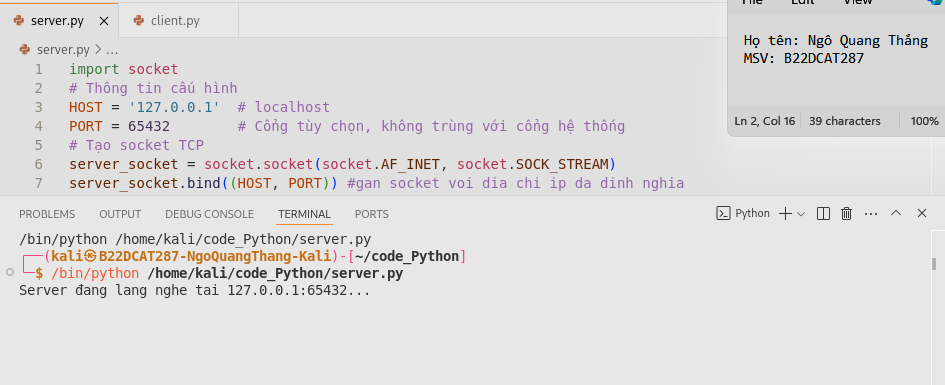 server.py
client.py
File Edit View
server.py > ...
1 import socket
2 # Thông tin cấu hình
3 HOST = '127.0.0.1' # localhost
4 PORT = 65432 # Cổng tùy chọn, không trùng với cổng hệ thống
5 # Tạo socket TCP
6 server_socket = socket.socket(socket.AF_INET, socket.SOCK_STREAM)
7 server_socket.bind((HOST, PORT)) #gan socket voi dia chi ip da dinh nghia
Họ tên: Ngô Quang Thắng
MSV: B22DCAT287
Ln 2, Col 16 39 characters 100%
PROBLEMS OUTPUT DEBUG CONSOLE TERMINAL PORTS
Python
/bin/python /home/kali/code_Python/server.py
┌──(kali㉿B22DCAT287-NgoQuangThang-Kali)-[~/code_Python]
└─$ /bin/python /home/kali/code_Python/server.py
Server đang lang nghe tai 127.0.0.1:65432...